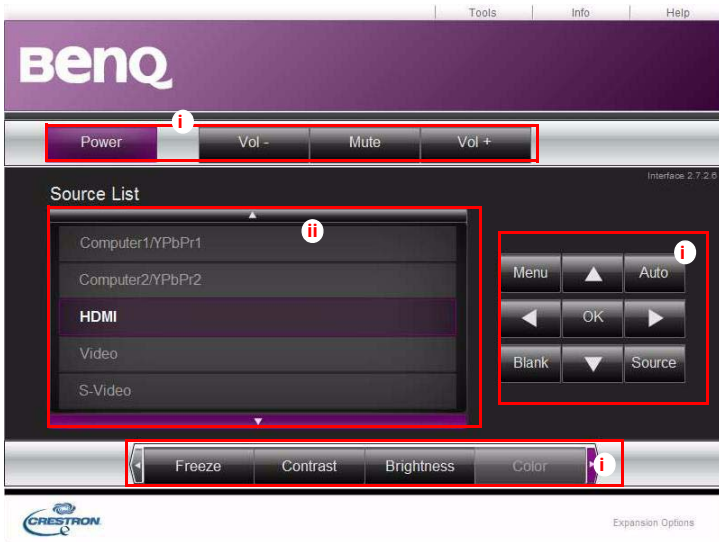 Tools Info Help
BenQ
i
Power Vol - Mute Vol +
Interface 2.7.2.6
Source List
ii
Computer1/YPbPr1
Computer2/YPbPr2
HDMI
Video
S-Video
i
Menu Auto
OK
Blank Source
Freeze Contrast Brightness Color i
CRESTRON e
Expansion Options